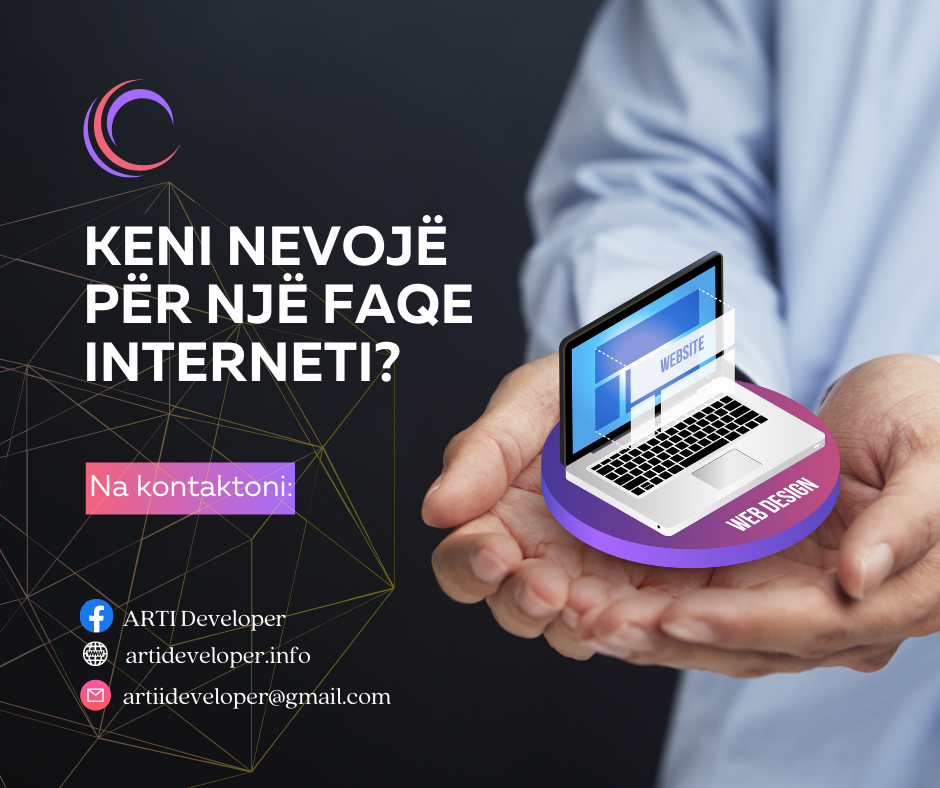 KENI NEVOJË
PËR NJË FAQE
INTERNETI?
Na kontaktoni:
ARTI Developer
artideveloper.info
artiideveloper@gmail.com
WEBSITE
WEB DESIGN